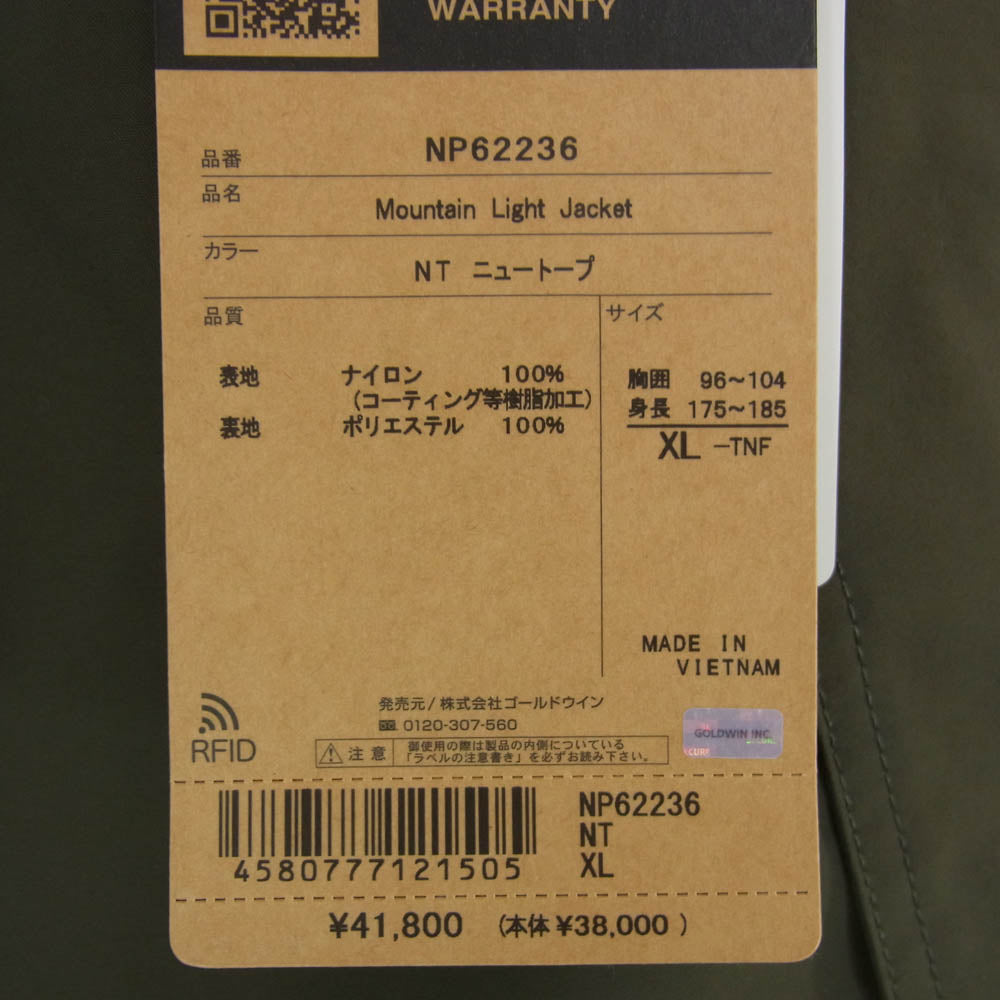 WARRANTY
品番 NP62236
品名 Mountain Light Jacket
カラー NT ニュートープ
品質
表地 ナイロン 100%
(コーティング等樹脂加工)
裏地 ポリエステル 100%
サイズ
胸囲 96~104
身長 175~185
XL -TNF
MADE IN
VIETNAM
発売元/株式会社ゴールドウイン
0120-307-560
RFID
注意
御使用の際は製品の内側についている
「ラベルの注意書き」を必ずお読み下さい。
GOLDWIN INC.
4580777121505
NP62236
NT
XL
¥41,800 (本体 ¥38,000 )